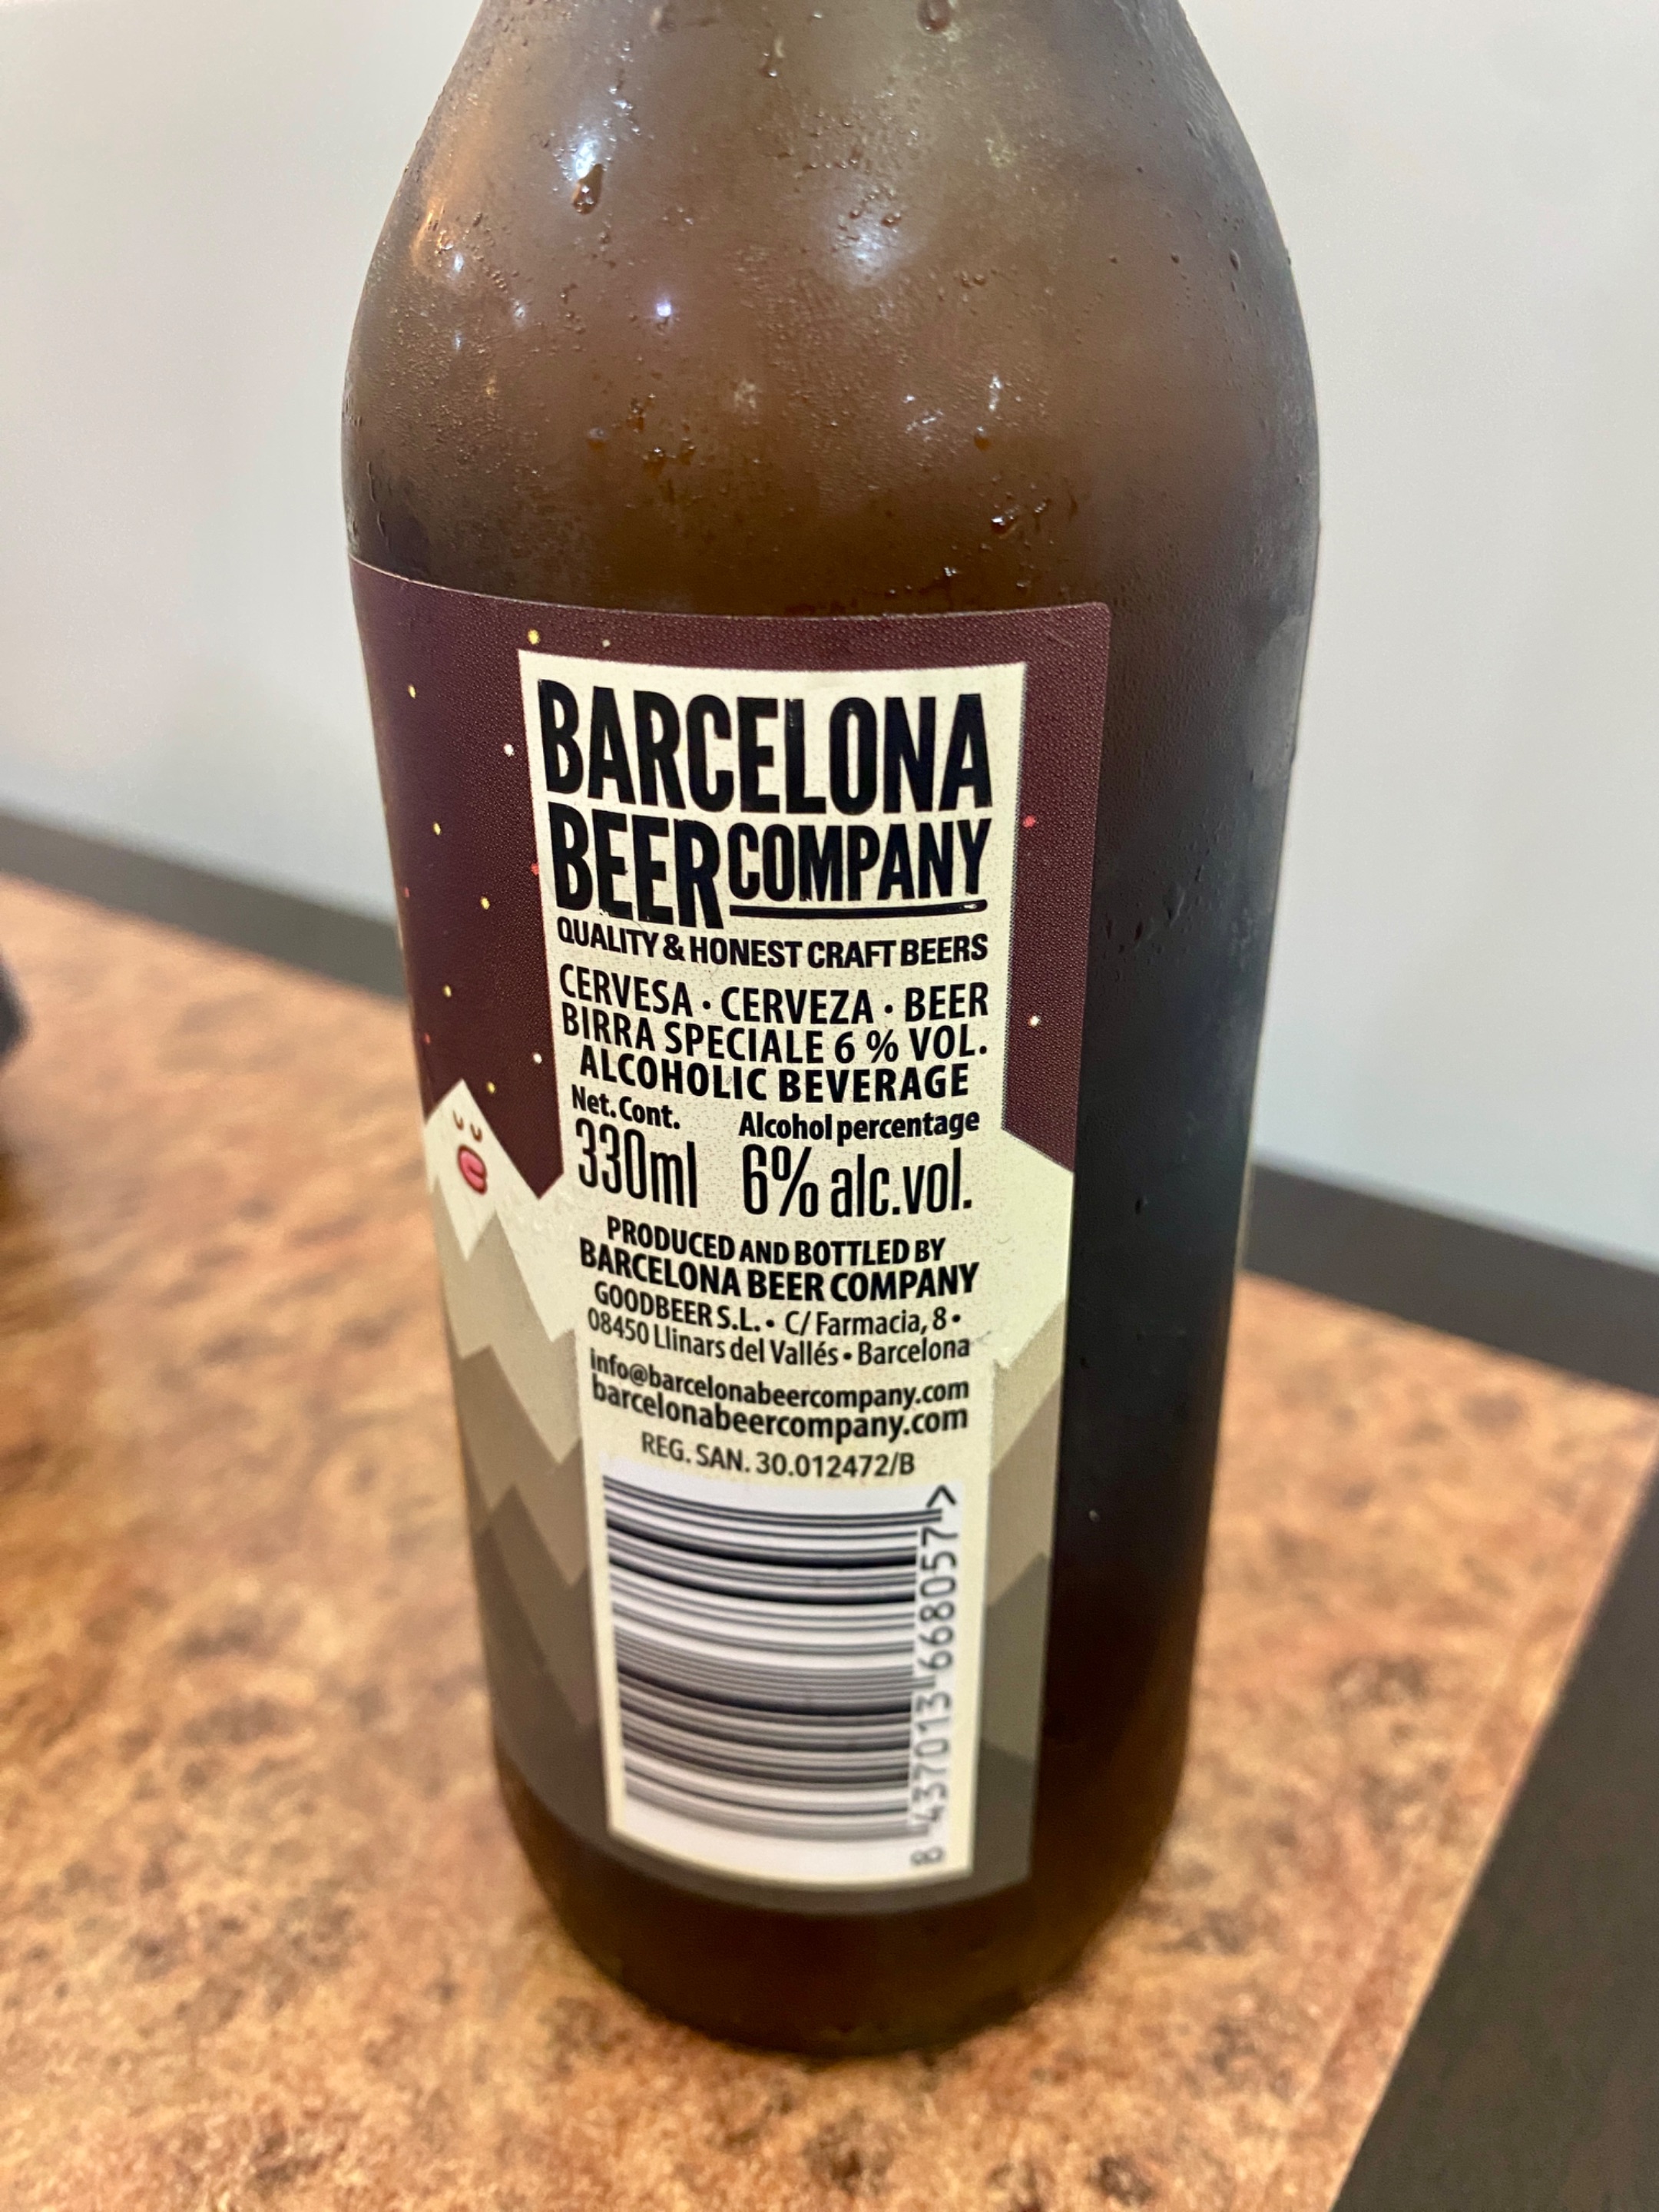 BARCELONA
BEER COMPANY
QUALITY & HONEST CRAFT BEERS
CERVESA · CERVEZA · BEER
BIRRA SPECIALE 6 % VOL.
ALCOHOLIC BEVERAGE
Net. Cont. Alcohol percentage
330ml 6% alc.vol.
PRODUCED AND BOTTLED BY
BARCELONA BEER COMPANY
GOODBEER S.L. • C/ Farmacia, 8 •
08450 Llinars del Vallés • Barcelona
info@barcelonabeercompany.com
barcelonabeercompany.com
REG. SAN. 30.012472/B
8 437013 668057 >